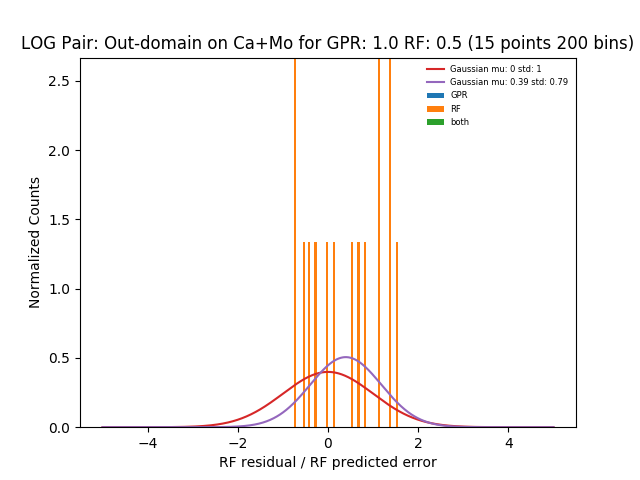 LOG Pair: Out-domain on Ca+Mo for GPR: 1.0 RF: 0.5 (15 points 200 bins)
Gaussian mu: 0 std: 1
Gaussian mu: 0.39 std: 0.79
GPR
RF
both
Normalized Counts
2.5
2.0
1.5
1.0
0.5
0.0
−4 −2 0 2 4
RF residual / RF predicted error